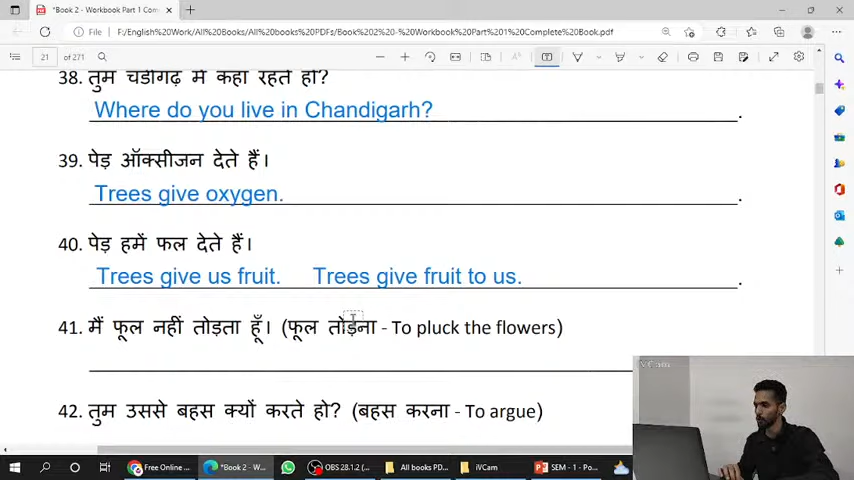 *Book 2 - Workbook Part 1 Com
File F:/English%20Work/All%20Books/All%20books%20PDFs/Book%202%20-%20Workbook%20Part%201%20Complete%20Book.pdf
21 of 271
38. तुम चंडीगढ़ में कहाँ रहते हो?
Where do you live in Chandigarh?
39. पेड़ ऑक्सीजन देते हैं।
Trees give oxygen.
40. पेड़ हमें फल देते हैं।
Trees give us fruit. Trees give fruit to us.
41. मैं फूल नहीं तोड़ता हूँ। (फूल तोड़ना - To pluck the flowers)
42. तुम उससे बहस क्यों करते हो? (बहस करना - To argue)
iVCam
Free Online ... *Book 2 - W... OBS 28.1.2 (... All books PD... iVCam SEM - 1 - Po...